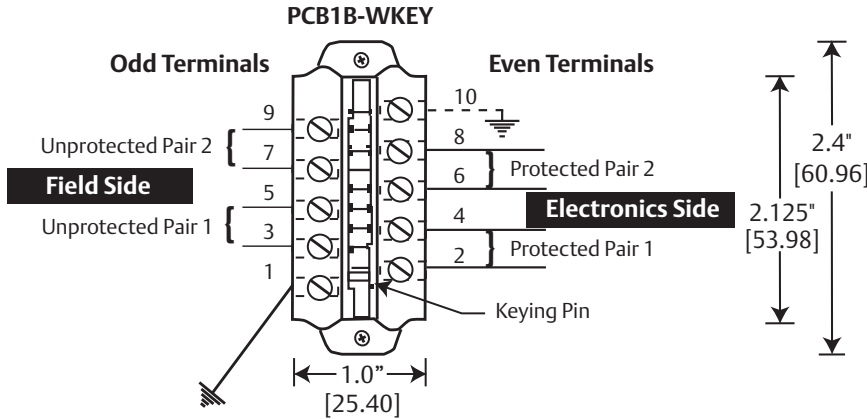 PCB1B-WKEY
Odd Terminals
Even Terminals
9
10
Unprotected Pair 2
7
8
Protected Pair 2
6
Field Side
5
Unprotected Pair 1
3
Electronics Side
4
Protected Pair 1
2
1
Keying Pin
2.4"
[60.96]
2.125"
[53.98]
1.0”
[25.40]